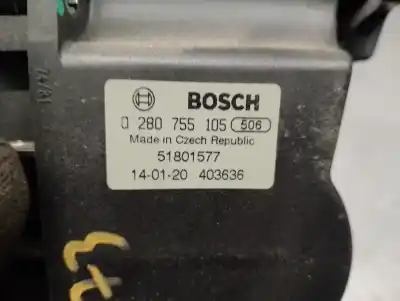 BOSCH
0 280 755 105 506
Made in Czech Republic
51801577
14-01-20 403636